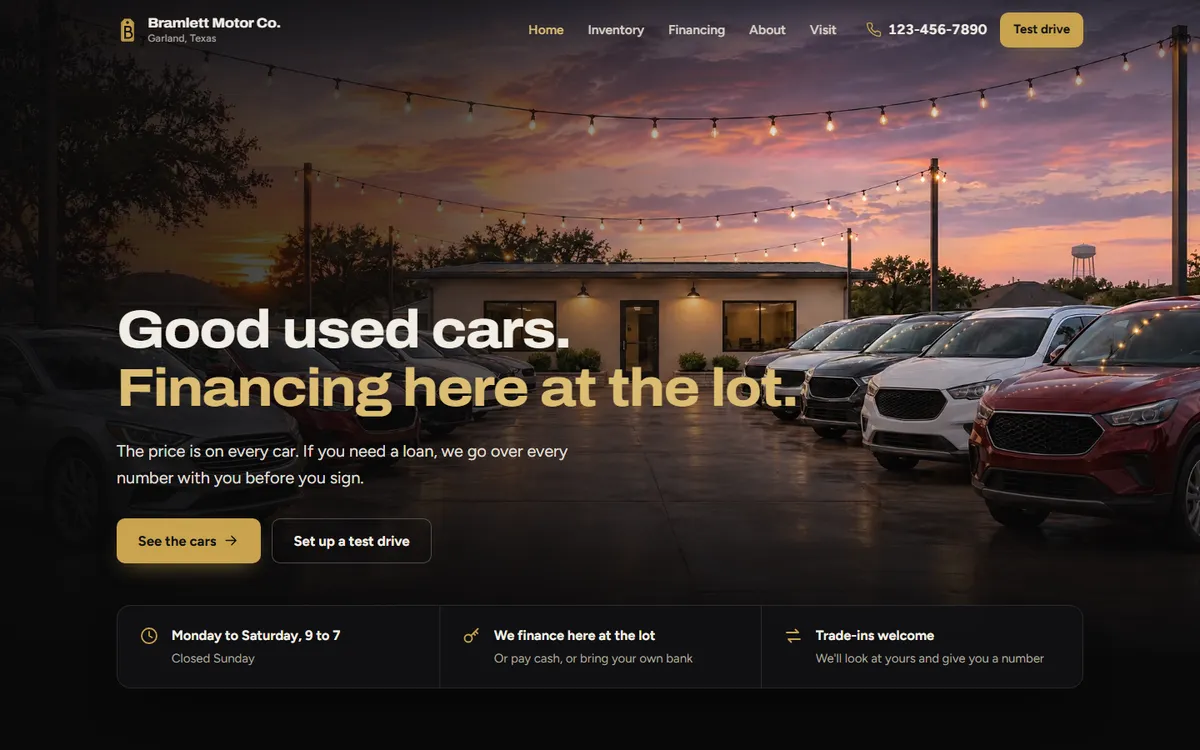 B
Bramlett Motor Co.
Garland, Texas
Home
Inventory
Financing
About
Visit
123-456-7890
Test drive
Good used cars.
Financing here at the lot.
The price is on every car. If you need a loan, we go over every
number with you before you sign.
See the cars
Set up a test drive
Monday to Saturday, 9 to 7
Closed Sunday
We finance here at the lot
Or pay cash, or bring your own bank
Trade-ins welcome
We'll look at yours and give you a number